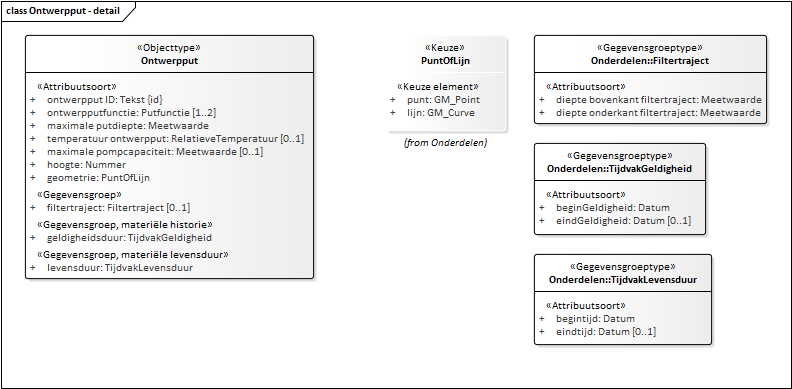 class Ontwerpput - detail
«Objecttype»
Ontwerpput
«Attribuutsoort»
+ ontwerpput ID: Tekst {id}
+ ontwerpputfunctie: Putfunctie [1..2]
+ maximale putdiepte: Meetwaarde
+ temperatuur ontwerpput: RelatieveTemperatuur [0..1]
+ maximale pompcapaciteit: Meetwaarde [0..1]
+ hoogte: Nummer
+ geometrie: PuntOfLijn
«Gegevensgroep»
+ filtertraject: Filtertraject [0..1]
«Gegevensgroep, materiële historie»
+ geldigheidsduur: TijdvakGeldigheid
«Gegevensgroep, materiële levensduur»
+ levensduur: TijdvakLevensduur
«Keuze»
PuntOfLijn
«Keuze element»
+ punt: GM_Point
+ lijn: GM_Curve
(from Onderdelen)
«Gegevensgroeptype»
Onderdelen::Filtertraject
«Attribuutsoort»
+ diepte bovenkant filtertraject: Meetwaarde
+ diepte onderkant filtertraject: Meetwaarde
«Gegevensgroeptype»
Onderdelen::TijdvakGeldigheid
«Attribuutsoort»
+ beginGeldigheid: Datum
+ eindGeldigheid: Datum [0..1]
«Gegevensgroeptype»
Onderdelen::TijdvakLevensduur
«Attribuutsoort»
+ begintijd: Datum
+ eindtijd: Datum [0..1]